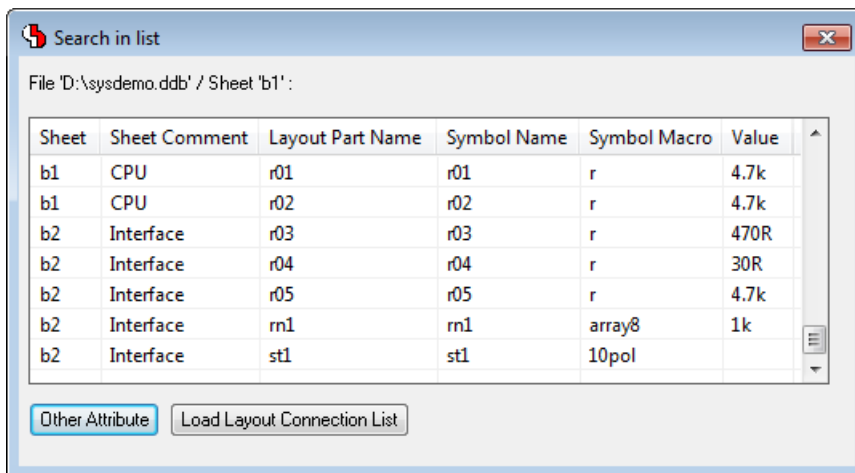 Search in list
File 'D:\sysdemo.ddb' / Sheet 'b1' :
Sheet Sheet Comment Layout Part Name Symbol Name Symbol Macro Value
b1 CPU r01 r01 r 4.7k
b1 CPU r02 r02 r 4.7k
b2 Interface r03 r03 r 470R
b2 Interface r04 r04 r 30R
b2 Interface r05 r05 r 4.7k
b2 Interface rn1 rn1 array8 1k
b2 Interface st1 st1 10pol
Other Attribute Load Layout Connection List